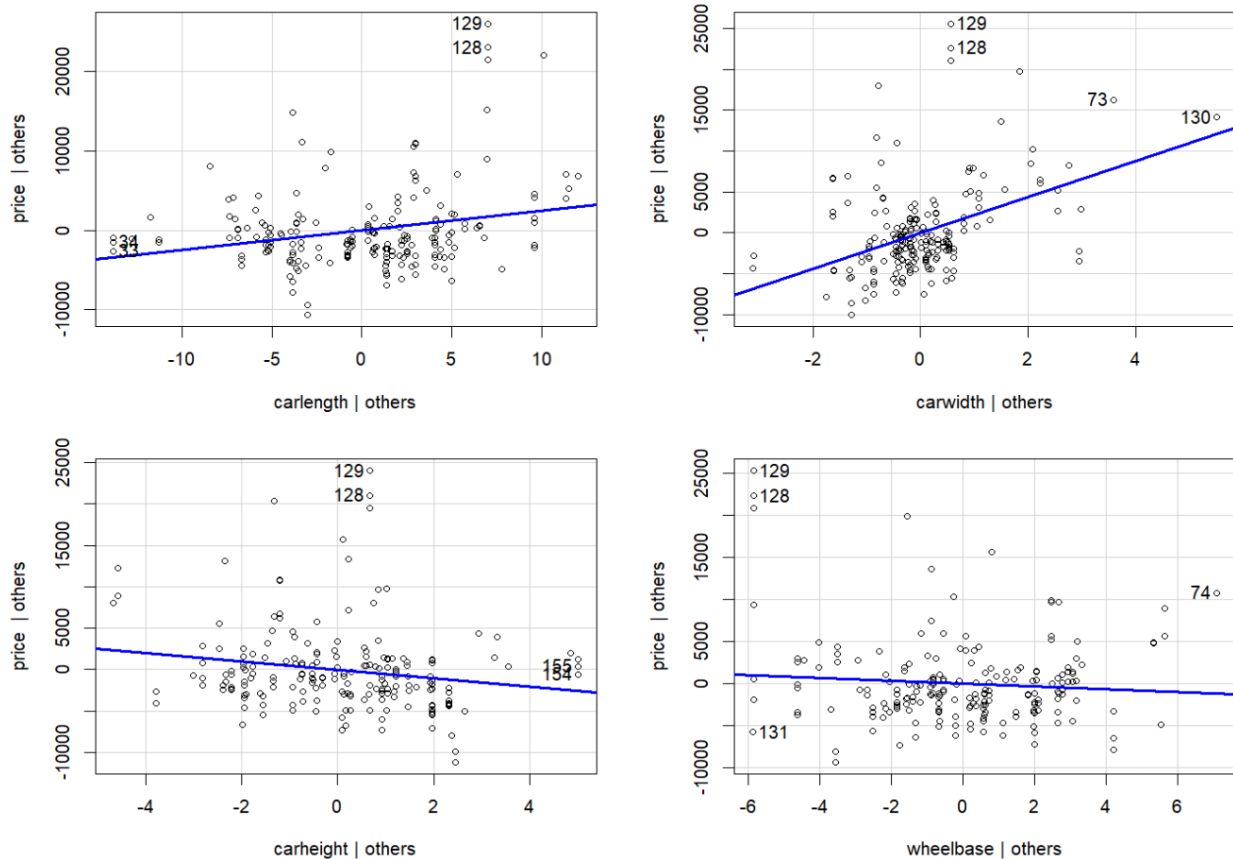 129
128
34
33
-10000
0
10000
20000
price | others
-10 -5 0 5 10
carlength | others
129
128
73
130
-10000
0
5000
15000
25000
price | others
-2 0 2 4
carwidth | others
129
128
155
154
-10000
0
5000
15000
25000
price | others
-4 -2 0 2 4
carheight | others
129
128
74
131
-10000
0
5000
15000
25000
price | others
-6 -4 -2 0 2 4 6
wheelbase | others